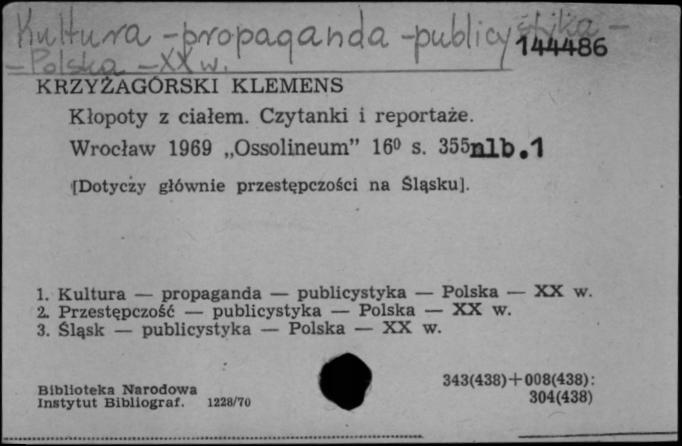 Kultura – propaganda – publicystyka –
– Polska – XX w.
144486
KRZYŻAGÓRSKI KLEMENS
Kłopoty z ciałem. Czytanki i reportaże.
Wrocław 1969 „Ossolineum” 16⁰ s. 355nlb.1
[Dotyczy głównie przestępczości na Śląsku].
1. Kultura — propaganda — publicystyka — Polska — XX w.
2. Przestępczość — publicystyka — Polska — XX w.
3. Śląsk — publicystyka — Polska — XX w.
Biblioteka Narodowa
Instytut Bibliograf. 1228/70
343(438)+008(438):
304(438)